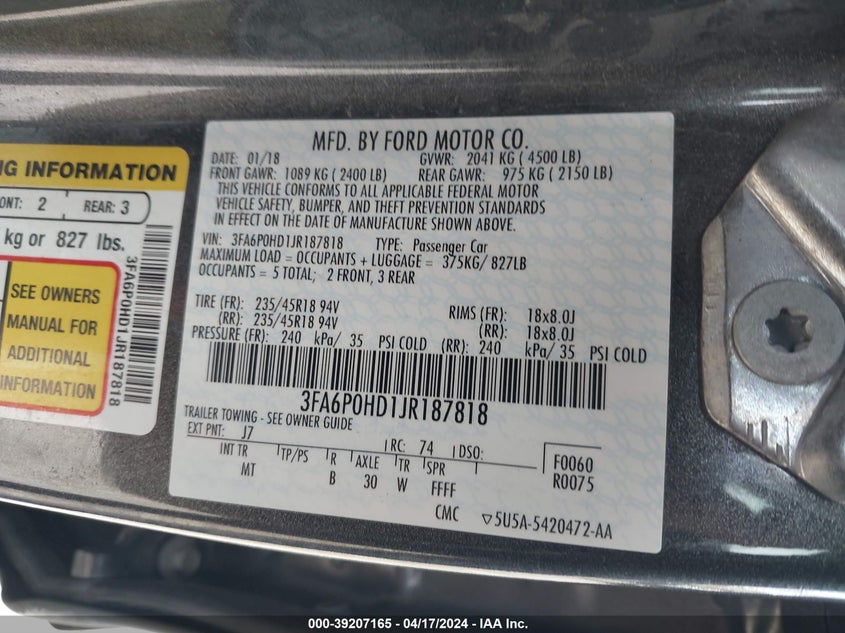 NG INFORMATION
ONT: 2 REAR: 3
kg or 827 lbs.
SEE OWNERS
MANUAL FOR
ADDITIONAL
INFORMATION
3FA6P0HD1JR187818
MFD. BY FORD MOTOR CO.
DATE: 01/18 GVWR: 2041 KG ( 4500 LB)
FRONT GAWR: 1089 KG ( 2400 LB) REAR GAWR: 975 KG ( 2150 LB)
THIS VEHICLE CONFORMS TO ALL APPLICABLE FEDERAL MOTOR
VEHICLE SAFETY, BUMPER, AND THEFT PREVENTION STANDARDS
IN EFFECT ON THE DATE OF MANUFACTURE SHOWN ABOVE.
VIN: 3FA6P0HD1JR187818 TYPE: Passenger Car
MAXIMUM LOAD = OCCUPANTS + LUGGAGE = 375KG/ 827LB
OCCUPANTS = 5 TOTAL; 2 FRONT, 3 REAR
TIRE (FR): 235/45R18 94V RIMS (FR): 18x8.0J
(RR): 235/45R18 94V (RR): 18x8.0J
PRESSURE (FR): 240 kPa/ 35 PSI COLD (RR): 240 kPa/ 35 PSI COLD
3FA6P0HD1JR187818
TRAILER TOWING - SEE OWNER GUIDE
EXT PNT: J7 RC: 74 DSO: F0060
INT TR TP/PS R AXLE TR SPR R0075
MT B 30 W FFFF
CMC ▽5U5A-5420472-AA
000-39207165 - 04/17/2024 - IAA Inc.